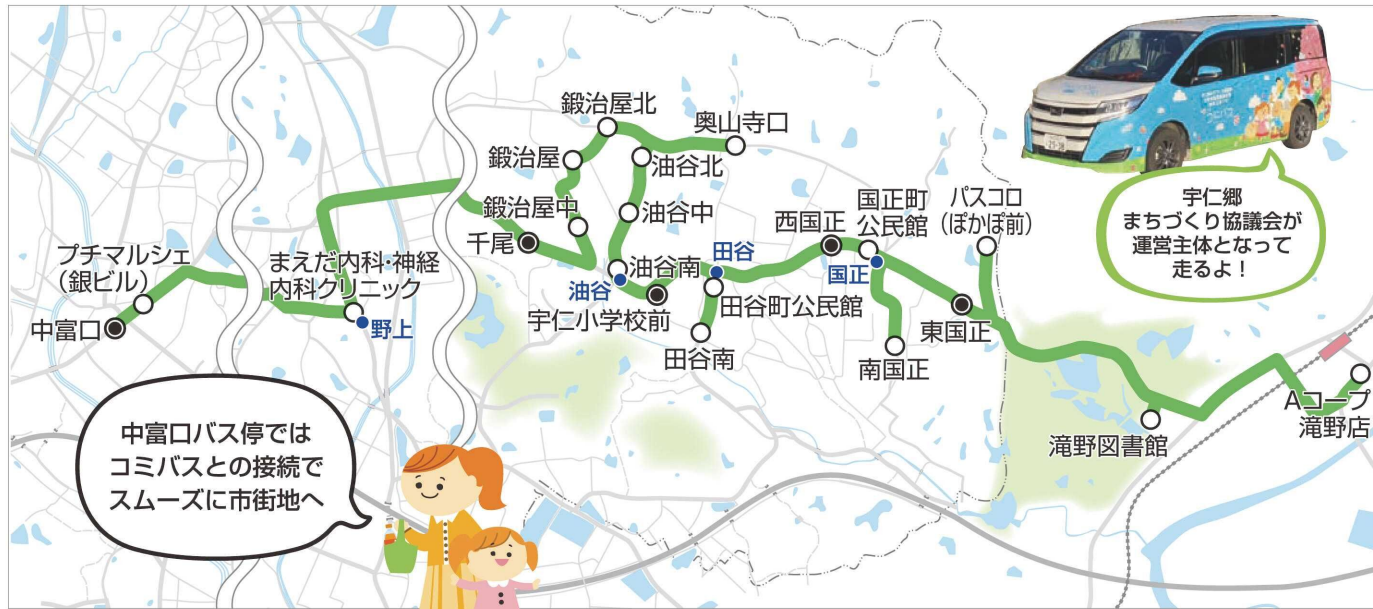 鍛治屋北
奥山寺口
鍛治屋
油谷北
鍛治屋中
油谷中
千尾
油谷南
油谷
宇仁小学校前
田谷
田谷町公民館
田谷南
西国正
国正町
公民館
国正
パスコロ
(ぽかぽ前)
東国正
南国正
プチマルシェ
(銀ビル)
中富口
まえだ内科・神経
内科クリニック
野上
滝野図書館
Aコープ
滝野店
宇仁郷
まちづくり協議会が
運営主体となって
走るよ!
中富口バス停では
コミバスとの接続で
スムーズに市街地へ